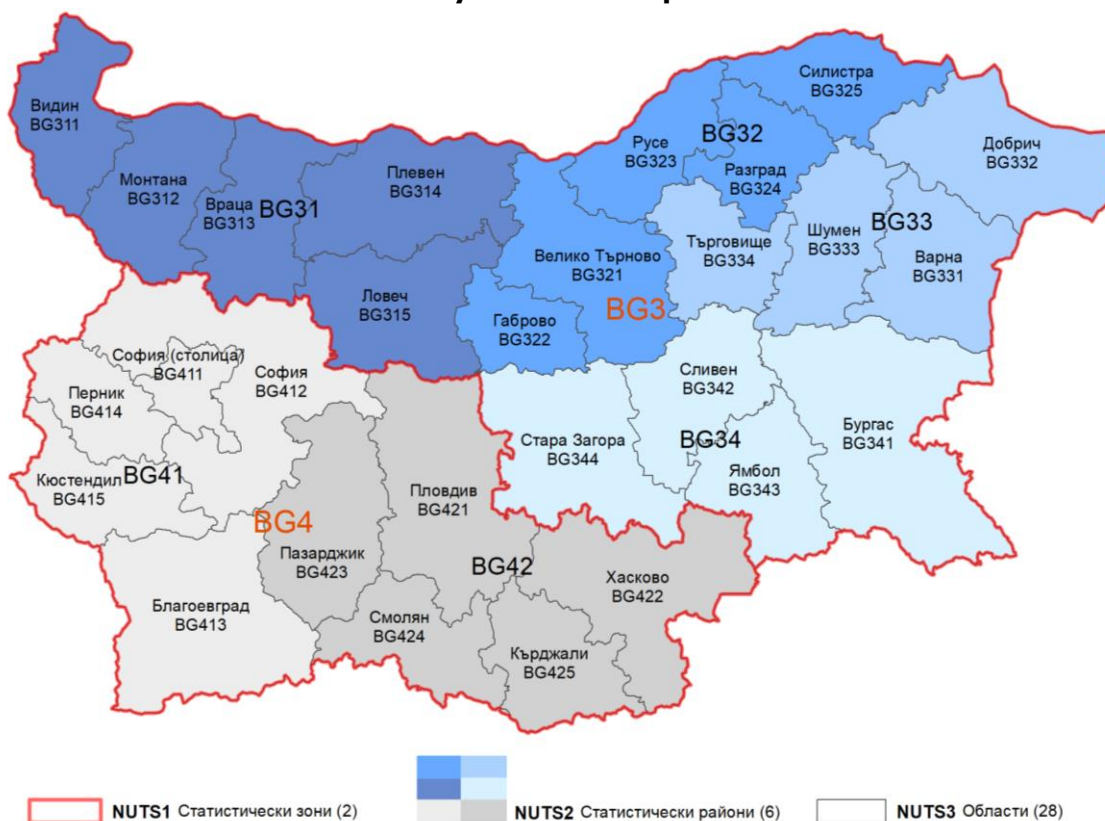 Силистра
BG325
Видин
BG311
Русе
BG323
BG32
Добрич
BG332
Разград
BG324
Плевен
BG314
Монтана
BG312
Враца
BG313
BG31
Шумен
BG333
BG33
Варна
BG331
Търговище
BG334
Велико Търново
BG321
Ловеч
BG315
BG3
Габрово
BG322
София (столица)
BG411
София
BG412
Перник
BG414
Сливен
BG342
Бургас
BG341
Стара Загора
BG344
BG34
Ямбол
BG343
Кюстендил
BG415
BG41
Пловдив
BG421
BG4
Пазарджик
BG423
BG42
Хасково
BG422
Благоевград
BG413
Смолян
BG424
Кърджали
BG425
NUTS1 Статистически зони (2)
NUTS2 Статистически райони (6)
NUTS3 Области (28)